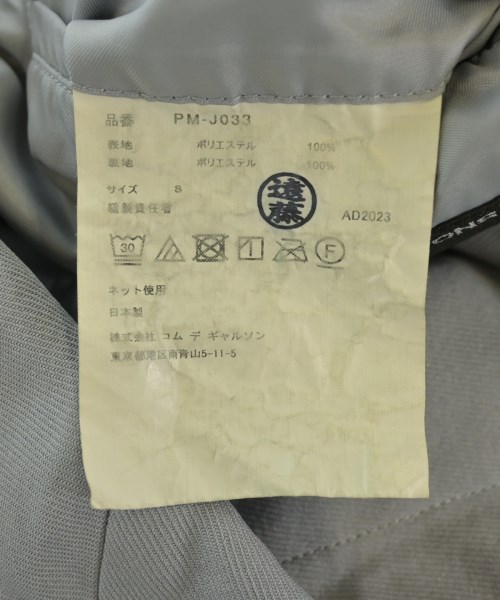 品番 PM-J033
表地 ポリエステル 100%
裏地 ポリエステル 100%
サイズ S
縫製責任者 遠藤 AD2023
30 F
ネット使用
日本製
株式会社 コム デ ギャルソン
東京都港区南青山5-11-5